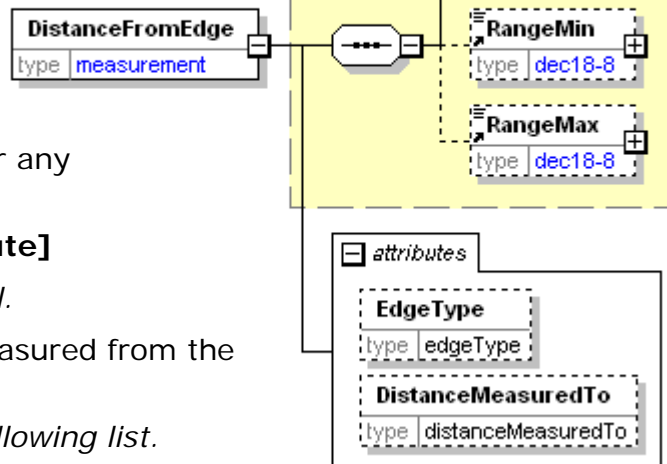 DistanceFromEdge
type measurement
RangeMin
type dec18-8
RangeMax
type dec18-8
r any
ute]
l.
easured from the
llowing list.
attributes
EdgeType
type edgeType
DistanceMeasuredTo
type distanceMeasuredTo